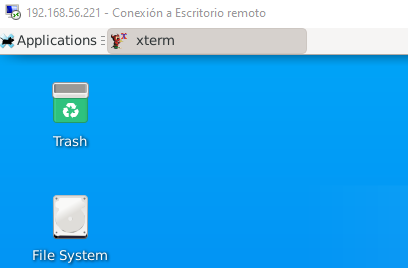 192.168.56.221 - Conexión a Escritorio remoto
Applications xterm
Trash
File System